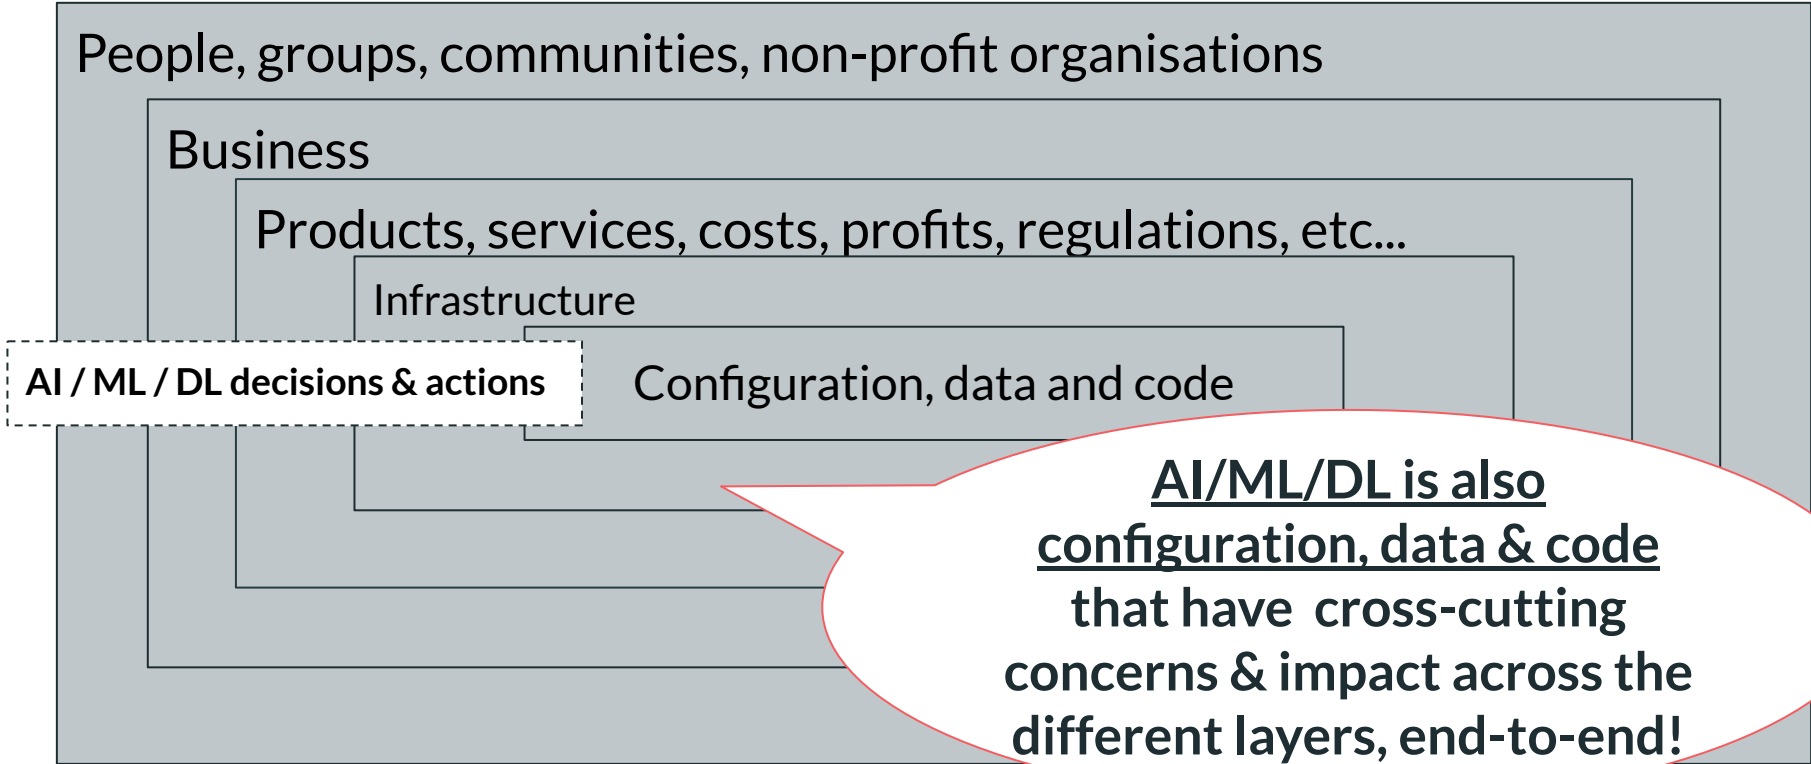 People, groups, communities, non-profit organisations
Business
Products, services, costs, profits, regulations, etc...
Infrastructure
AI / ML / DL decisions & actions
Configuration, data and code
AI/ML/DL is also
configuration, data & code
that have cross-cutting
concerns & impact across the
different layers, end-to-end!